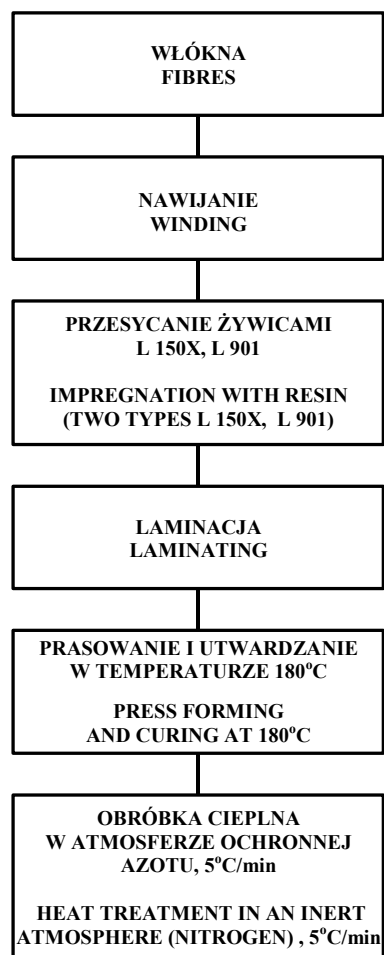 WŁÓKNA
FIBRES
NAWIJANIE
WINDING
PRZESYCANIE ŻYWICAMI
L 150X, L 901
IMPREGNATION WITH RESIN
(TWO TYPES L 150X, L 901)
LAMINACJA
LAMINATING
PRASOWANIE I UTWARDZANIE
W TEMPERATURZE 180°C
PRESS FORMING
AND CURING AT 180°C
OBRÓBKA CIEPLNA
W ATMOSFERZE OCHRONNEJ
AZOTU, 5°C/min
HEAT TREATMENT IN AN INERT
ATMOSPHERE (NITROGEN) , 5°C/min